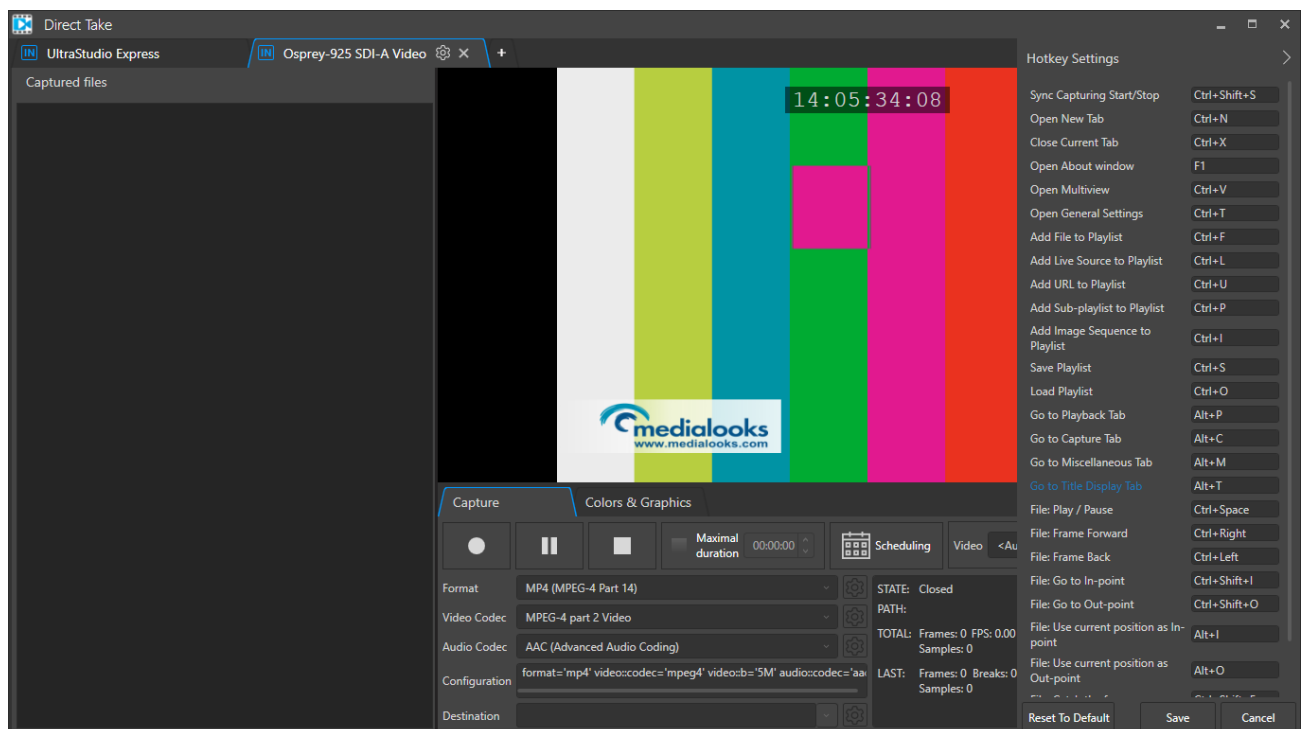 Direct Take
IN UltraStudio Express
IN Osprey-925 SDI-A Video
+
Captured files
14:05:34:08
medialooks
www.medialooks.com
Capture
Colors & Graphics
Maximal
duration
00:00:00
Scheduling
Video
<Au
Format
MP4 (MPEG-4 Part 14)
Video Codec
MPEG-4 part 2 Video
Audio Codec
AAC (Advanced Audio Coding)
Configuration
format='mp4' video::codec='mpeg4' video::b='5M' audio::codec='aa
Destination
STATE: Closed
PATH:
TOTAL: Frames: 0 FPS: 0.00
Samples: 0
LAST: Frames: 0 Breaks: 0
Samples: 0
Hotkey Settings
Sync Capturing Start/Stop Ctrl+Shift+S
Open New Tab Ctrl+N
Close Current Tab Ctrl+X
Open About window F1
Open Multiview Ctrl+V
Open General Settings Ctrl+T
Add File to Playlist Ctrl+F
Add Live Source to Playlist Ctrl+L
Add URL to Playlist Ctrl+U
Add Sub-playlist to Playlist Ctrl+P
Add Image Sequence to
Playlist Ctrl+I
Save Playlist Ctrl+S
Load Playlist Ctrl+O
Go to Playback Tab Alt+P
Go to Capture Tab Alt+C
Go to Miscellaneous Tab Alt+M
Go to Title Display Tab Alt+T
File: Play / Pause Ctrl+Space
File: Frame Forward Ctrl+Right
File: Frame Back Ctrl+Left
File: Go to In-point Ctrl+Shift+I
File: Go to Out-point Ctrl+Shift+O
File: Use current position as In-
point Alt+I
File: Use current position as
Out-point Alt+O
Reset To Default
Save
Cancel